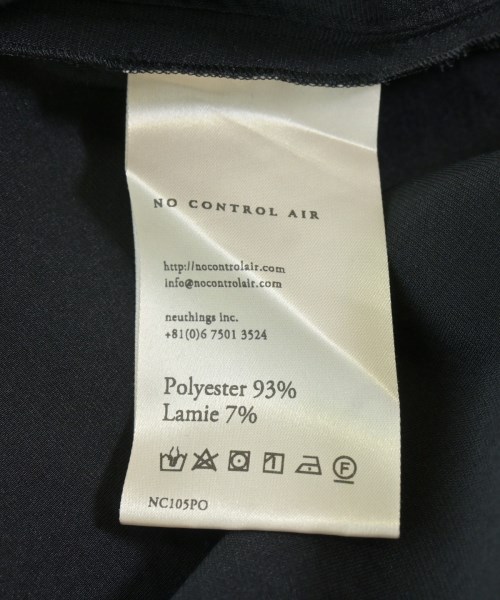 NO CONTROL AIR
http://nocontrolair.com
info@nocontrolair.com
neuthings inc.
+81(0)6 7501 3524
Polyester 93%
Lamie 7%
F
NC105PO